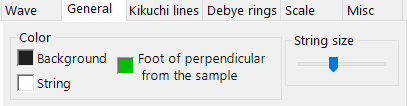 Wave General Kikuchi lines Debye rings Scale Misc
Color
Background
String
Foot of perpendicular
from the sample
String size